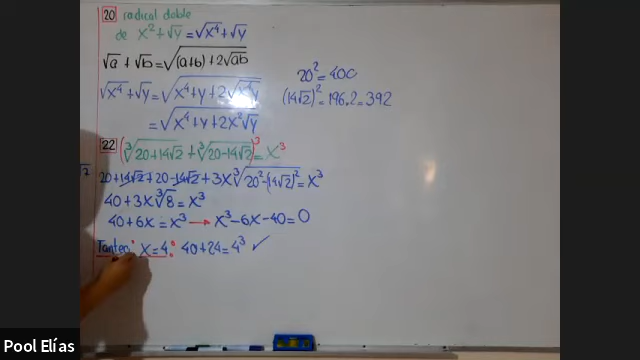 20 radical doble
de x² + √y = √x⁴ + √y
√a + √b = √((a+b) + 2√ab)
√x⁴ + √y = √(x⁴ + y + 2√x⁴y)
= √(x⁴ + y + 2x²√y)
20² = 400
(14√2)² = 196.2 = 392
22 (∛(20+14√2) + ∛(20-14√2))³ = x³
20+14√2 + 20-14√2 + 3x∛(20²-(14√2)²) = x³
40 + 3x∛8 = x³
40 + 6x = x³ → x³ - 6x - 40 = 0
Tanteo: x = 4: 40 + 24 = 4³ ✓
Pool Elías